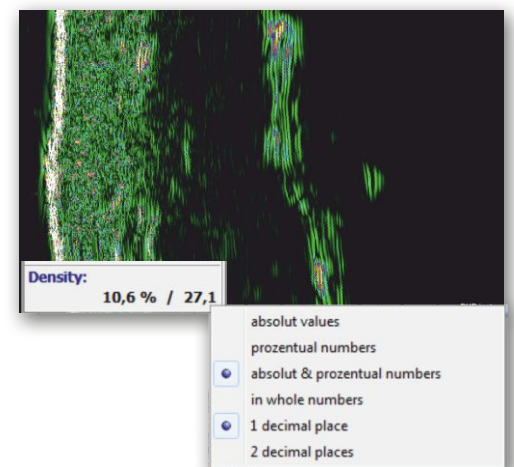 Density:
10,6 % / 27,1
absolut values
prozentual numbers
absolut & prozentual numbers
in whole numbers
1 decimal place
2 decimal places